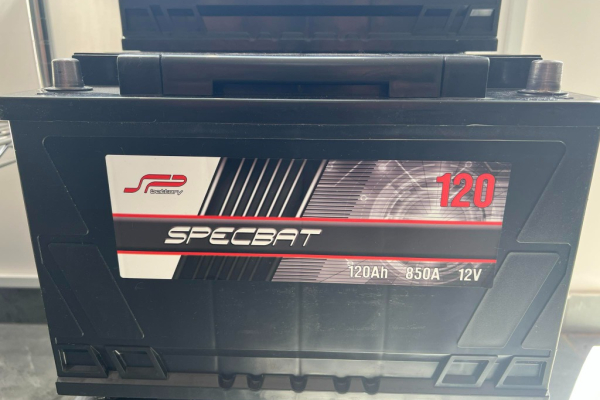 SP
battery
120
SPECBAT
120Ah 850A 12V